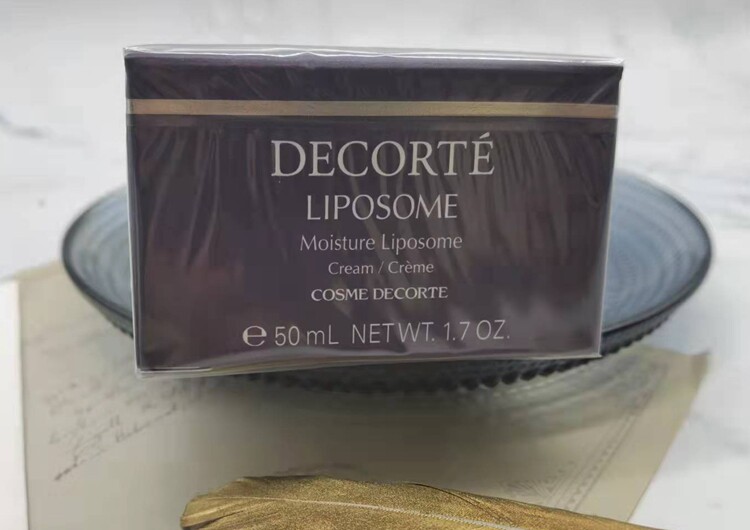 DECORTÉ
LIPOSOME
Moisture Liposome
Cream / Crème
COSME DECORTE
℮ 50 mL NET WT. 1.7 OZ.